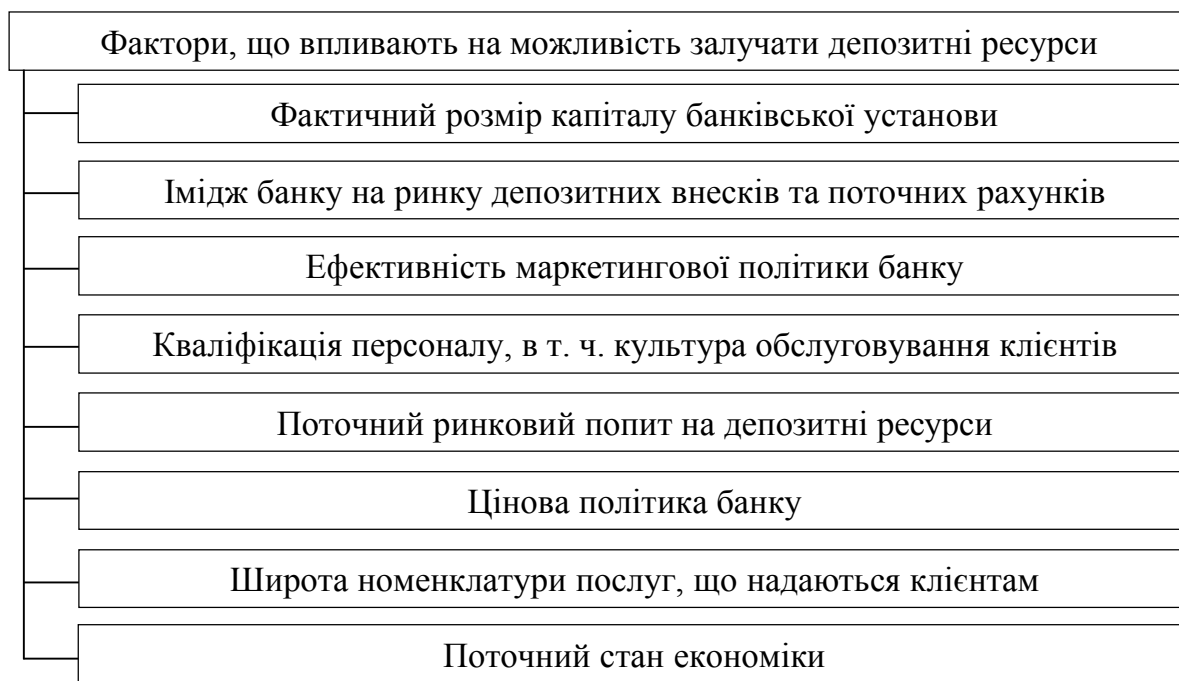 Фактори, що впливають на можливість залучати депозитні ресурси
Фактичний розмір капіталу банківської установи
Імідж банку на ринку депозитних внесків та поточних рахунків
Ефективність маркетингової політики банку
Кваліфікація персоналу, в т. ч. культура обслуговування клієнтів
Поточний ринковий попит на депозитні ресурси
Цінова політика банку
Широта номенклатури послуг, що надаються клієнтам
Поточний стан економіки